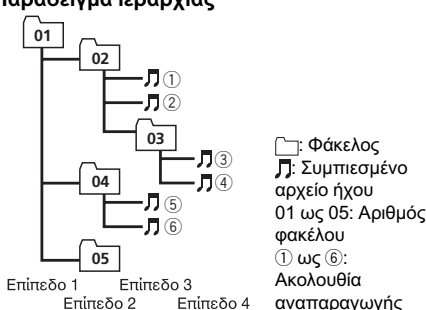 Παράδειγμα ιεραρχίας
01
02
①
②
03
③
④
04
⑤
⑥
05
Επίπεδο 1 Επίπεδο 3
Επίπεδο 2 Επίπεδο 4
: Φάκελος
: Συμπιεσμένο
αρχείο ήχου
01 ως 05: Αριθμός
φακέλου
① ως ⑥:
Ακολουθία
αναπαραγωγής